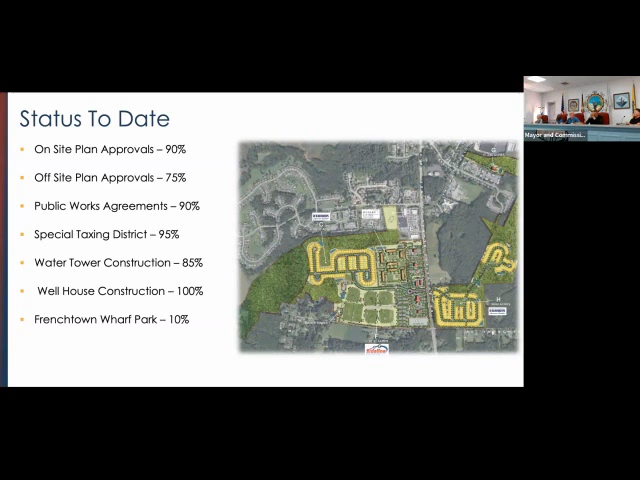 Status To Date
On Site Plan Approvals – 90%
Off Site Plan Approvals – 75%
Public Works Agreements – 90%
Special Taxing District – 95%
Water Tower Construction – 85%
Well House Construction – 100%
Frenchtown Wharf Park – 10%
Mayor and Commissi...
G
H